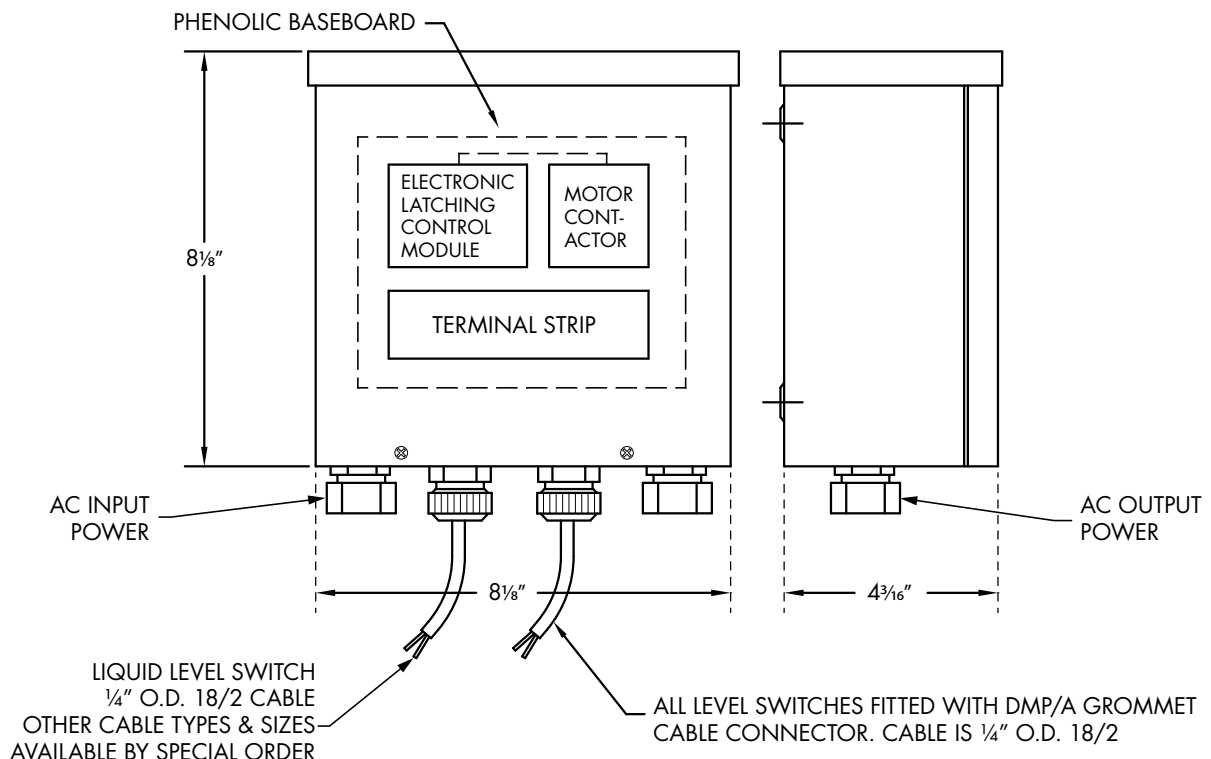 PHENOLIC BASEBOARD
ELECTRONIC
LATCHING
CONTROL
MODULE
MOTOR
CONT-
ACTOR
8⅛"
TERMINAL STRIP
AC INPUT
POWER
AC OUTPUT
POWER
8⅛"
4³⁄₁₆"
LIQUID LEVEL SWITCH
¼" O.D. 18/2 CABLE
OTHER CABLE TYPES & SIZES
AVAILABLE BY SPECIAL ORDER
ALL LEVEL SWITCHES FITTED WITH DMP/A GROMMET
CABLE CONNECTOR. CABLE IS ¼" O.D. 18/2